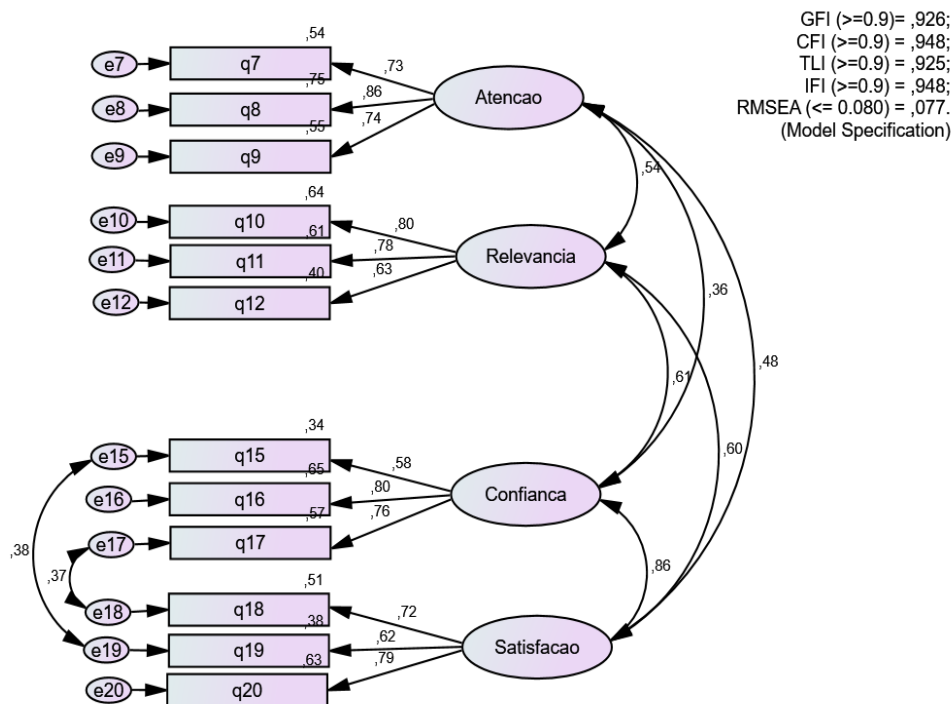 GFI (>=0.9)= ,926;
CFI (>=0.9) = ,948;
TLI (>=0.9) = ,925;
IFI (>=0.9) = ,948;
RMSEA (<= 0.080) = ,077.
(Model Specification)
,54
e7
q7
,73
Atencao
,75
e8
q8
,86
,55
e9
q9
,74
,54
,64
e10
q10
,80
Relevancia
,61
e11
q11
,78
,40
e12
q12
,63
,36
,48
,61
,60
,34
e15
q15
,58
Confianca
,65
e16
q16
,80
,57
e17
q17
,76
,38
,37
,86
,51
e18
q18
,72
Satisfacao
,38
e19
q19
,62
,63
e20
q20
,79